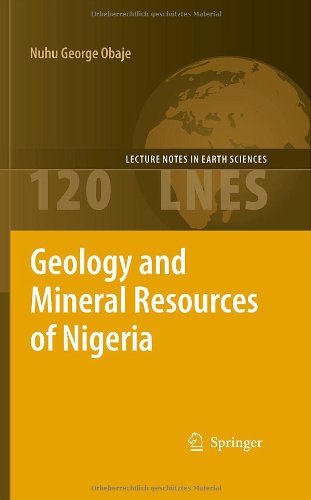 Urheberrechtlich geschütztes Material
Nuhu George Obaje
LECTURE NOTES IN EARTH SCIENCES
120 LNES
Geology and
Mineral Resources
of Nigeria
Springer
Urheberrechtlich geschütztes Material